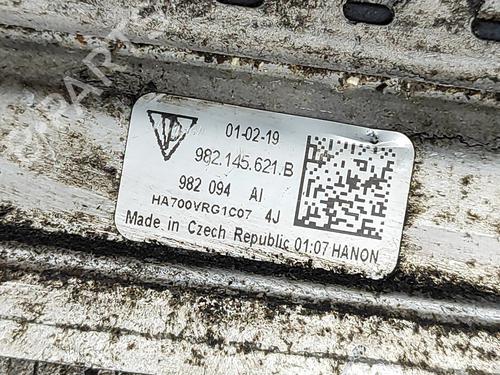 01-02-19
982.145.621.B
982 094 AI
HA700VRG1C07 4J
Made in Czech Republic 01:07 HANON